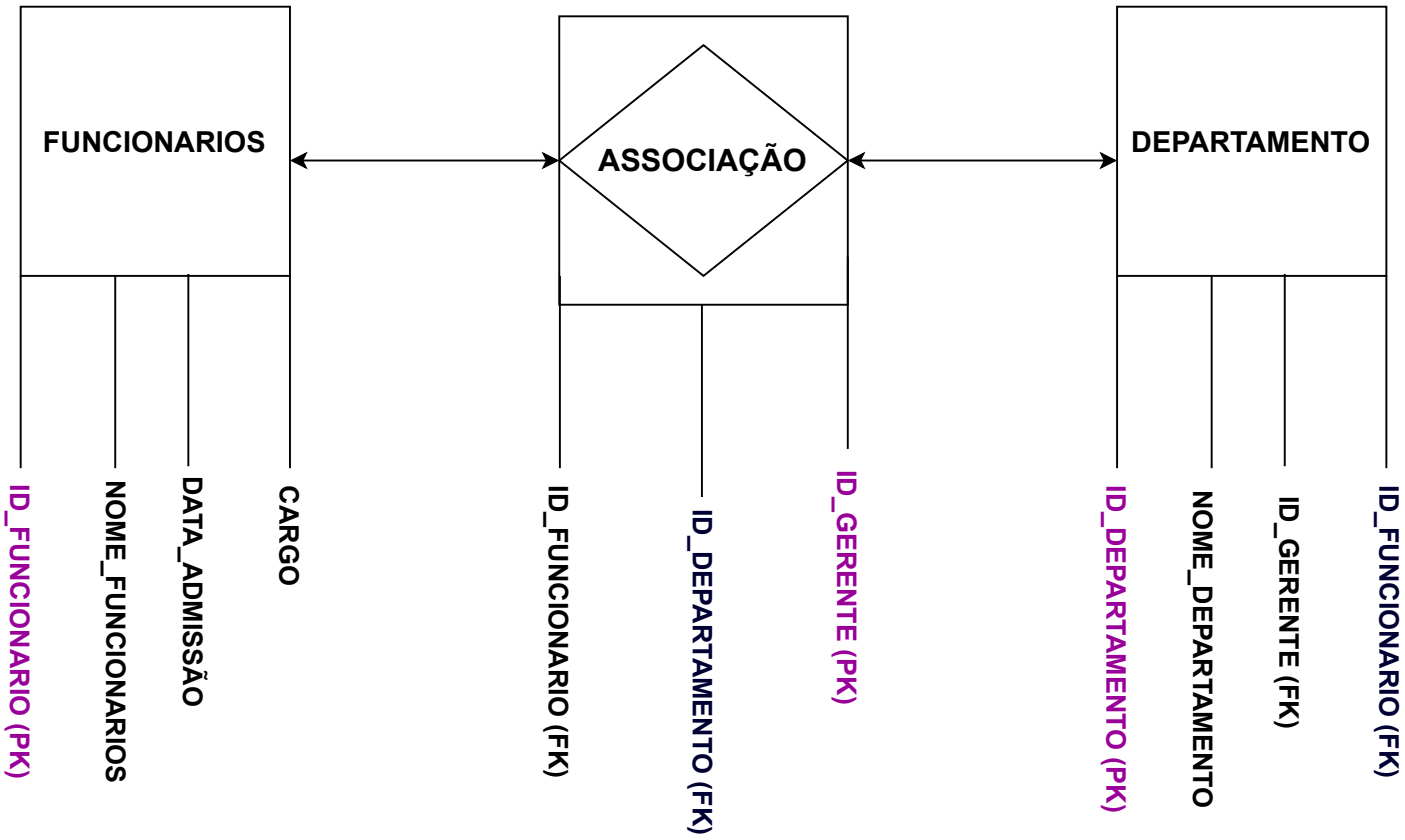 FUNCIONARIOS
ASSOCIAÇÃO
DEPARTAMENTO
ID_FUNCIONARIO (PK)
NOME_FUNCIONARIOS
DATA_ADMISSÃO
CARGO
ID_FUNCIONARIO (FK)
ID_DEPARTAMENTO (FK)
ID_GERENTE (PK)
ID_DEPARTAMENTO (PK)
NOME_DEPARTAMENTO
ID_GERENTE (FK)
ID_FUNCIONARIO (FK)